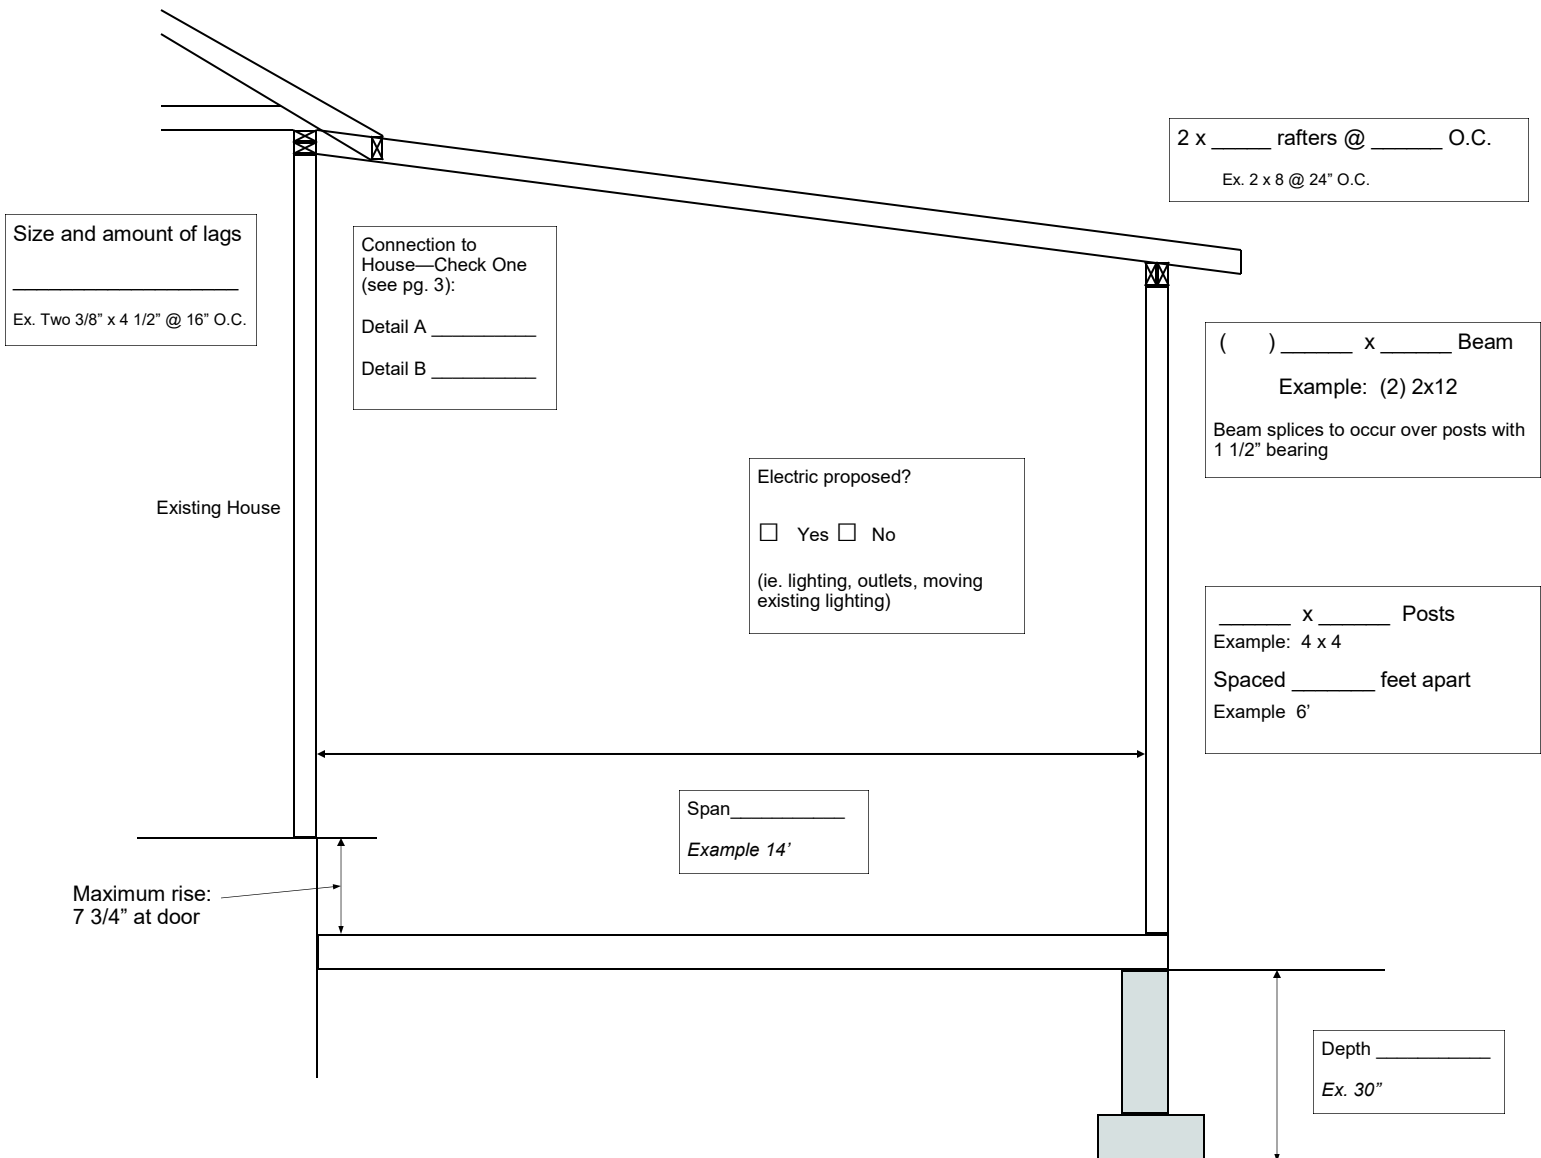 2 x _____ rafters @ ______ O.C.
Ex. 2 x 8 @ 24” O.C.
Size and amount of lags
___________________
Ex. Two 3/8” x 4 1/2” @ 16” O.C.
Connection to
House—Check One
(see pg. 3):
Detail A __________
Detail B __________
(       ) ______  x ______ Beam
Example:  (2) 2x12
Beam splices to occur over posts with
1 1/2” bearing
Electric proposed?
☐ Yes ☐ No
(ie. lighting, outlets, moving
existing lighting)
Existing House
______  x ______  Posts
Example:  4 x 4
Spaced _______ feet apart
Example  6’
Span___________
Example 14’
Maximum rise:
7 3/4” at door
Depth ___________
Ex. 30”